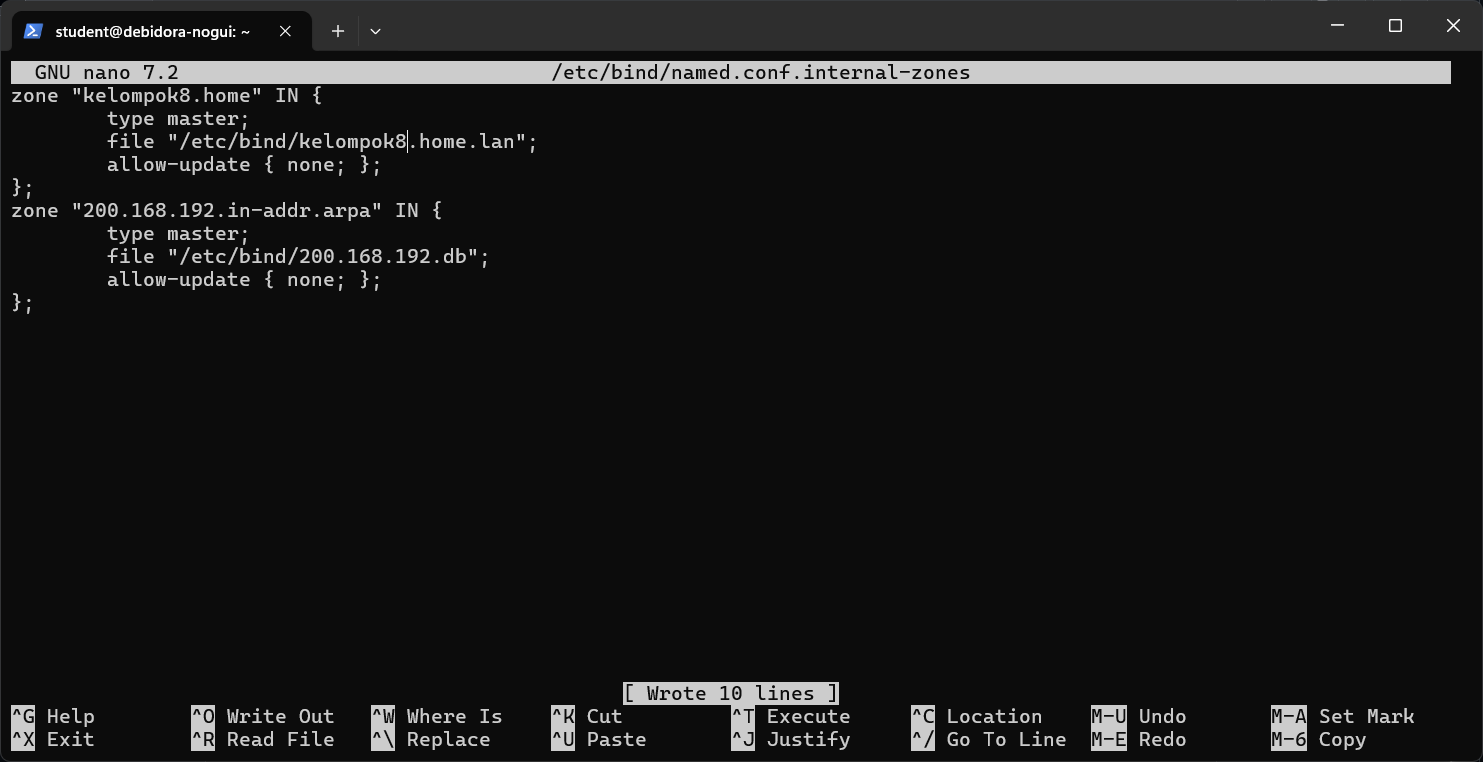 student@debidora-nogui: ~
GNU nano 7.2 /etc/bind/named.conf.internal-zones
zone "kelompok8.home" IN {
type master;
file "/etc/bind/kelompok8.home.lan";
allow-update { none; };
};
zone "200.168.192.in-addr.arpa" IN {
type master;
file "/etc/bind/200.168.192.db";
allow-update { none; };
};
[ Wrote 10 lines ]
^G Help ^O Write Out ^W Where Is ^K Cut ^T Execute ^C Location M-U Undo M-A Set Mark
^X Exit ^R Read File ^\ Replace ^U Paste ^J Justify ^/ Go To Line M-E Redo M-6 Copy